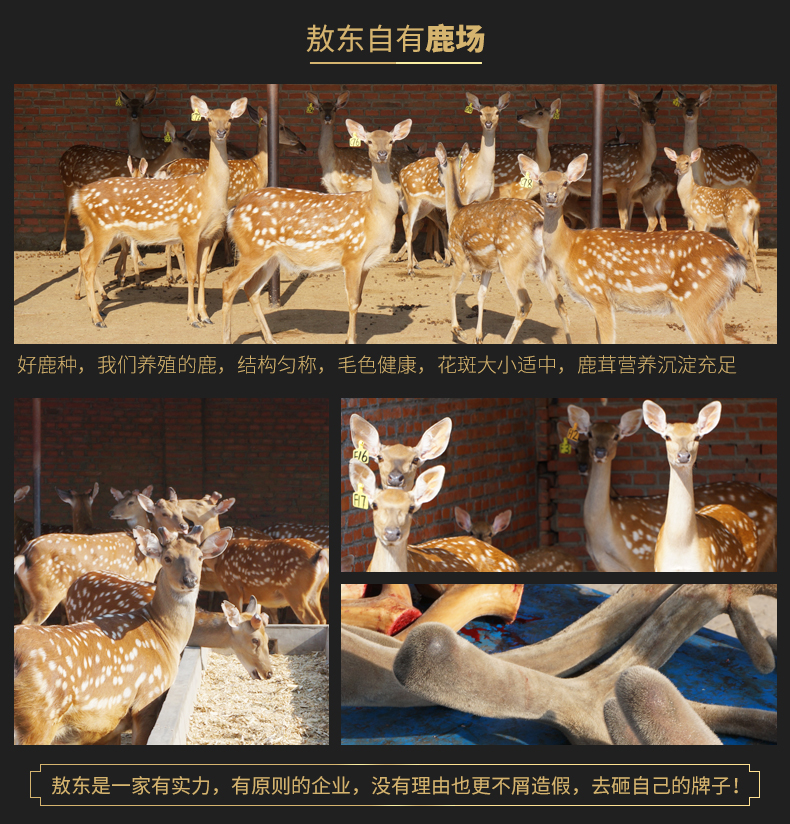 敖东自有鹿场
好鹿种，我们养殖的鹿，结构匀称，毛色健康，花斑大小适中，鹿茸营养沉淀充足
F16
F17
敖东是一家有实力，有原则的企业，没有理由也更不屑造假，去砸自己的牌子！